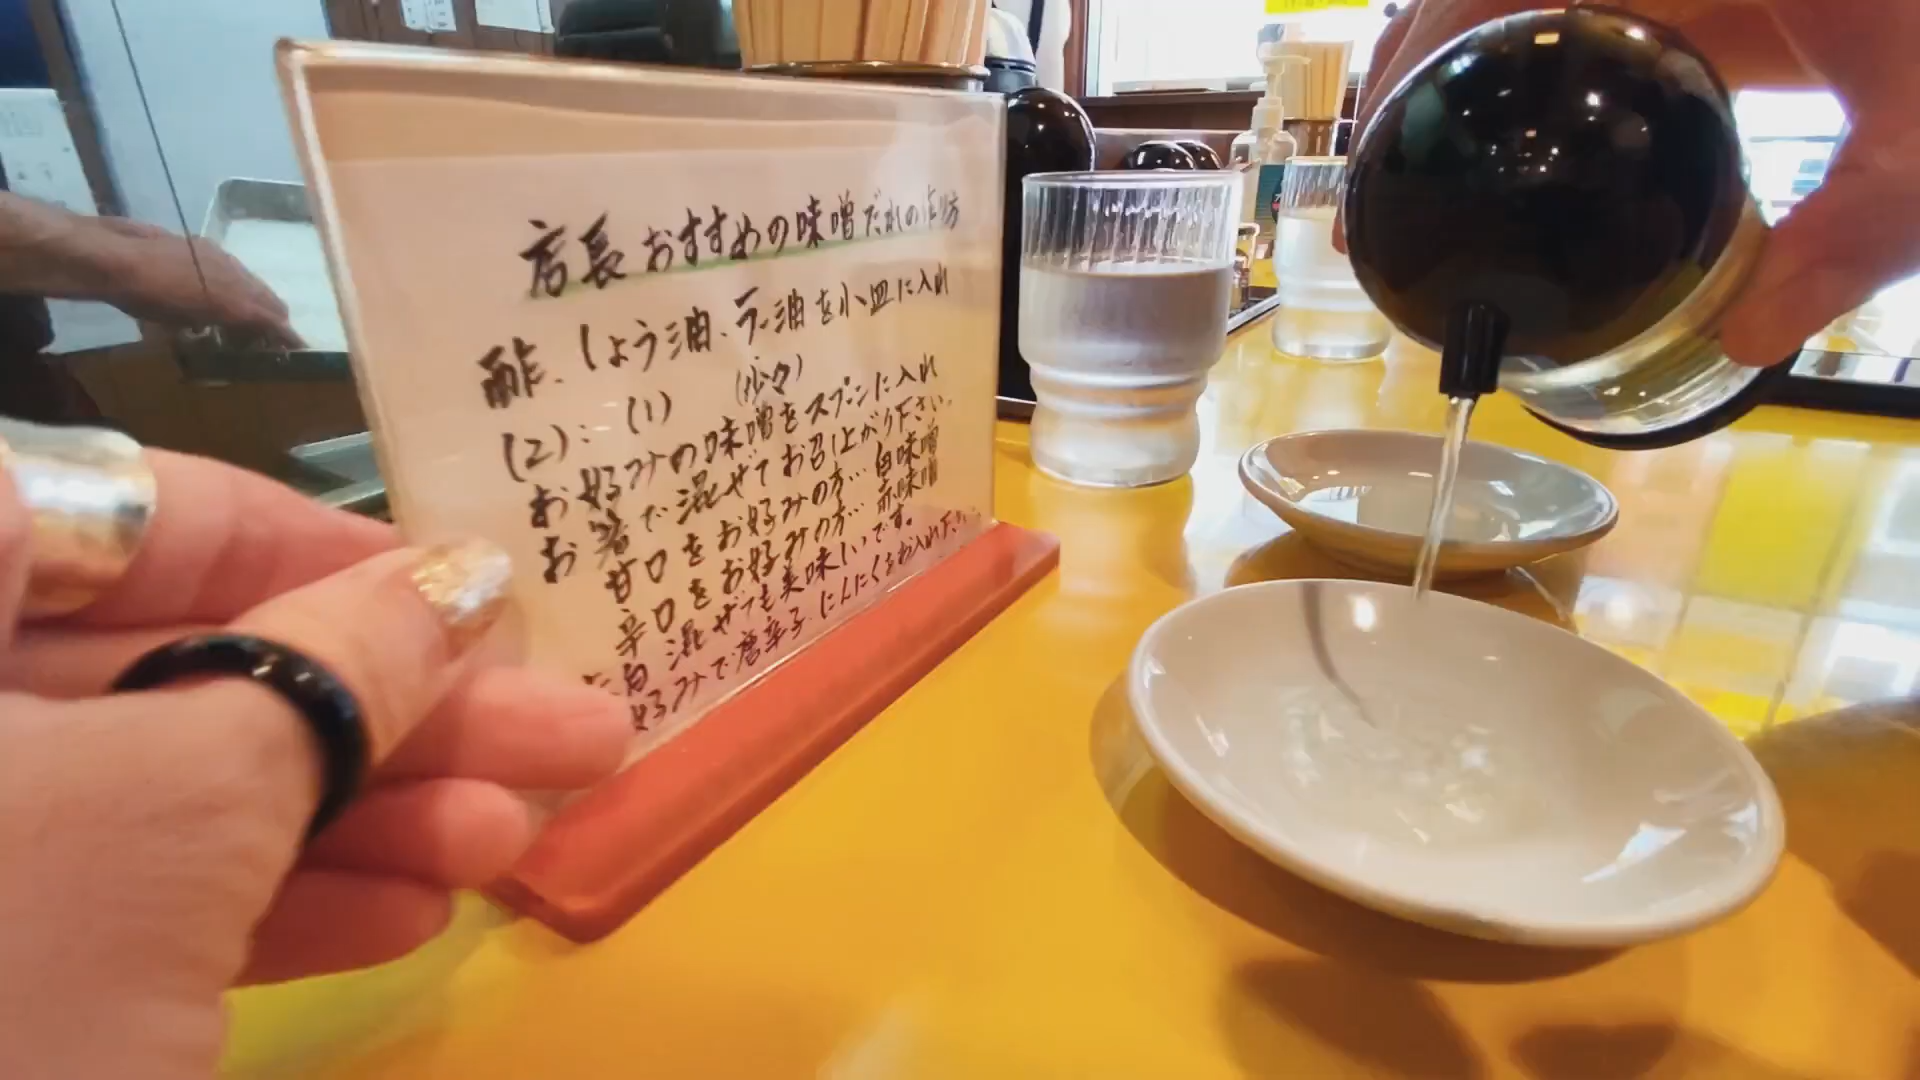 店長おすすめの味噌だれの作り方
酢、しょう油、ラー油を小皿に入れ
(2):(1) (少々)
お好みの味噌をスプーンに入れ
お箸で混ぜてお召し上がり下さい。
甘口をお好みの方… 白味噌
辛口をお好みの方… 赤味噌
混ぜても美味しいです。
好みで唐辛子、にんにくをお入れ下さい